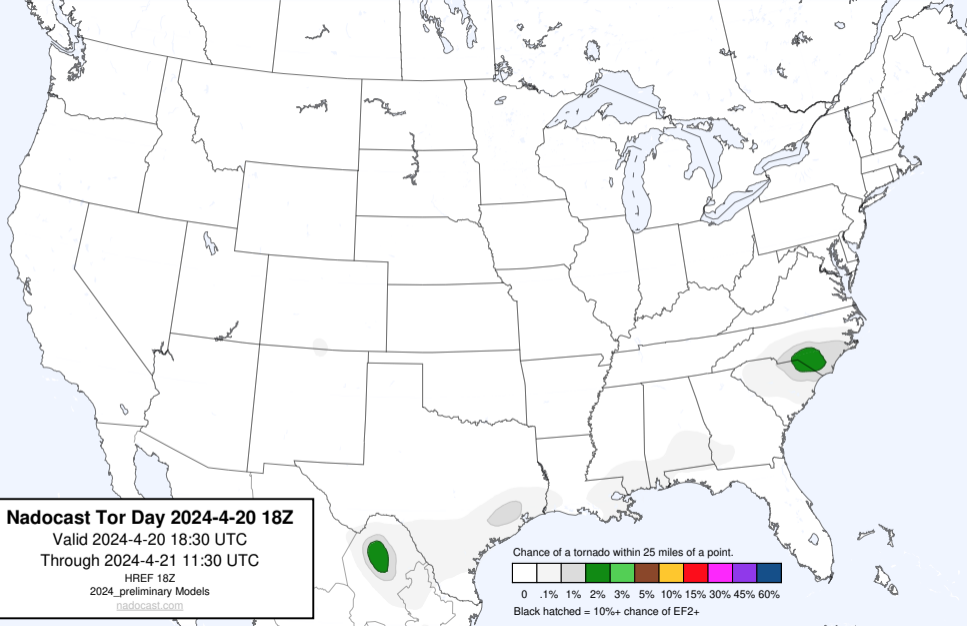 Nadocast Tor Day 2024-4-20 18Z
Valid 2024-4-20 18:30 UTC
Through 2024-4-21 11:30 UTC
HREF 18Z
2024_preliminary Models
nadocast.com
Chance of a tornado within 25 miles of a point.
0 .1% 1% 2% 3% 5% 10% 15% 30% 45% 60%
Black hatched = 10%+ chance of EF2+